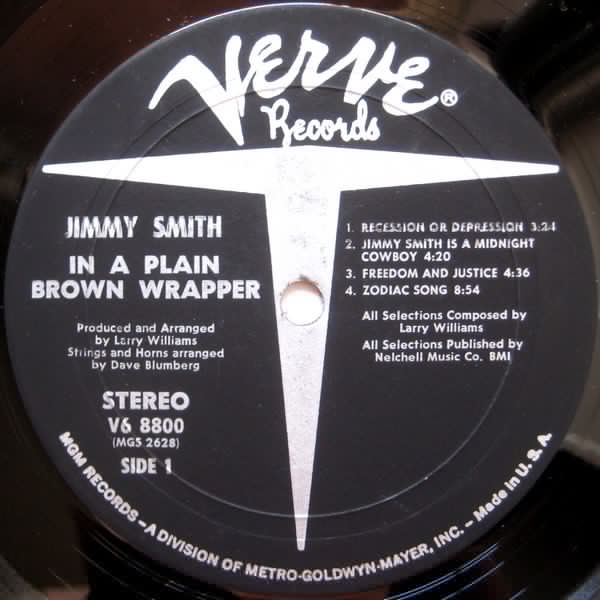 VERVE®
Records
JIMMY SMITH
IN A PLAIN
BROWN WRAPPER
Produced and Arranged
by Larry Williams
Strings and Horns arranged
by Dave Blumberg
STEREO
V6 8800
(MGS 2628)
SIDE 1
1. RECESSION OR DEPRESSION 3:24
2. JIMMY SMITH IS A MIDNIGHT
COWBOY 4:20
3. FREEDOM AND JUSTICE 4:36
4. ZODIAC SONG 8:54
All Selections Composed by
Larry Williams
All Selections Published by
Nelchell Music Co. BMI
MGM RECORDS – A DIVISION OF METRO-GOLDWYN-MAYER, INC. – Made in U.S.A.